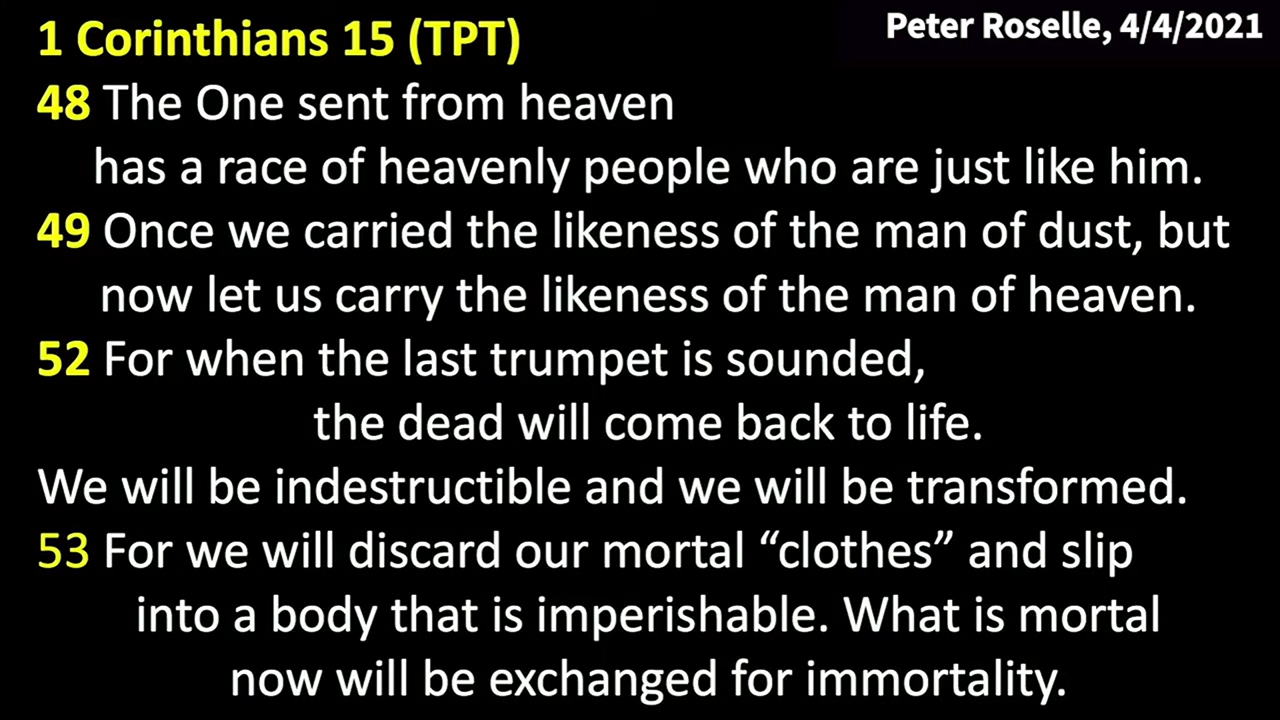 1 Corinthians 15 (TPT)
Peter Roselle, 4/4/2021
48 The One sent from heaven
has a race of heavenly people who are just like him.
49 Once we carried the likeness of the man of dust, but
now let us carry the likeness of the man of heaven.
52 For when the last trumpet is sounded,
the dead will come back to life.
We will be indestructible and we will be transformed.
53 For we will discard our mortal “clothes” and slip
into a body that is imperishable. What is mortal
now will be exchanged for immortality.